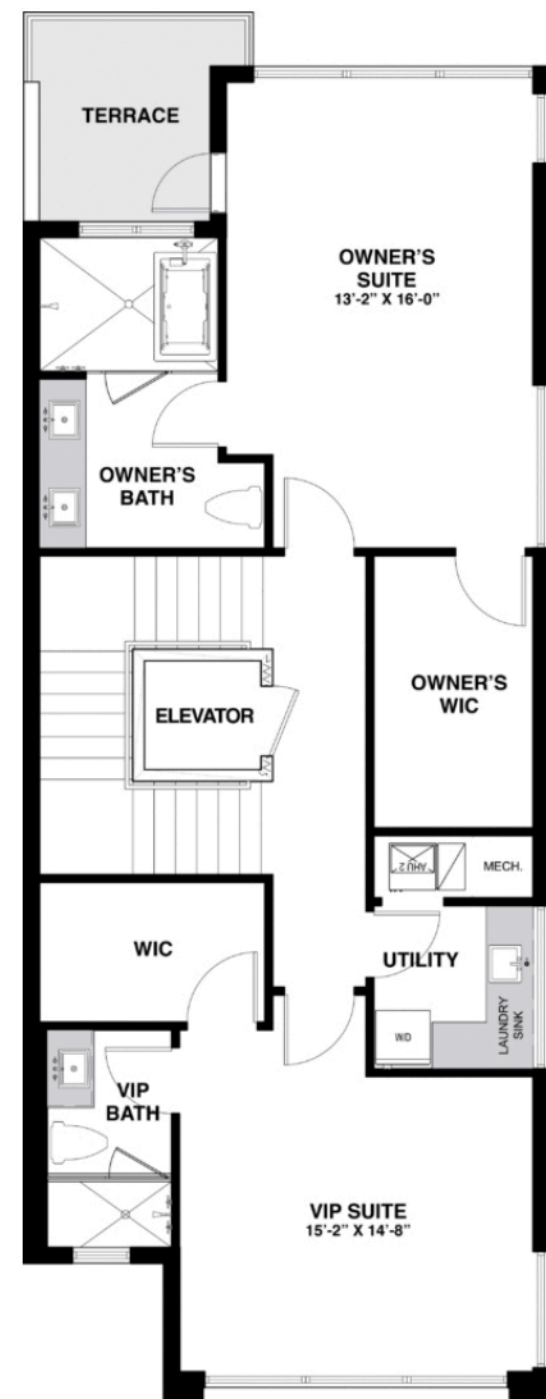 TERRACE
OWNER'S
SUITE
13'-2" X 16'-0"
OWNER'S
BATH
ELEVATOR
OWNER'S
WIC
AHU 2
MECH.
WIC
UTILITY
LAUNDRY
SINK
W/D
VIP
BATH
VIP SUITE
15'-2" X 14'-8"